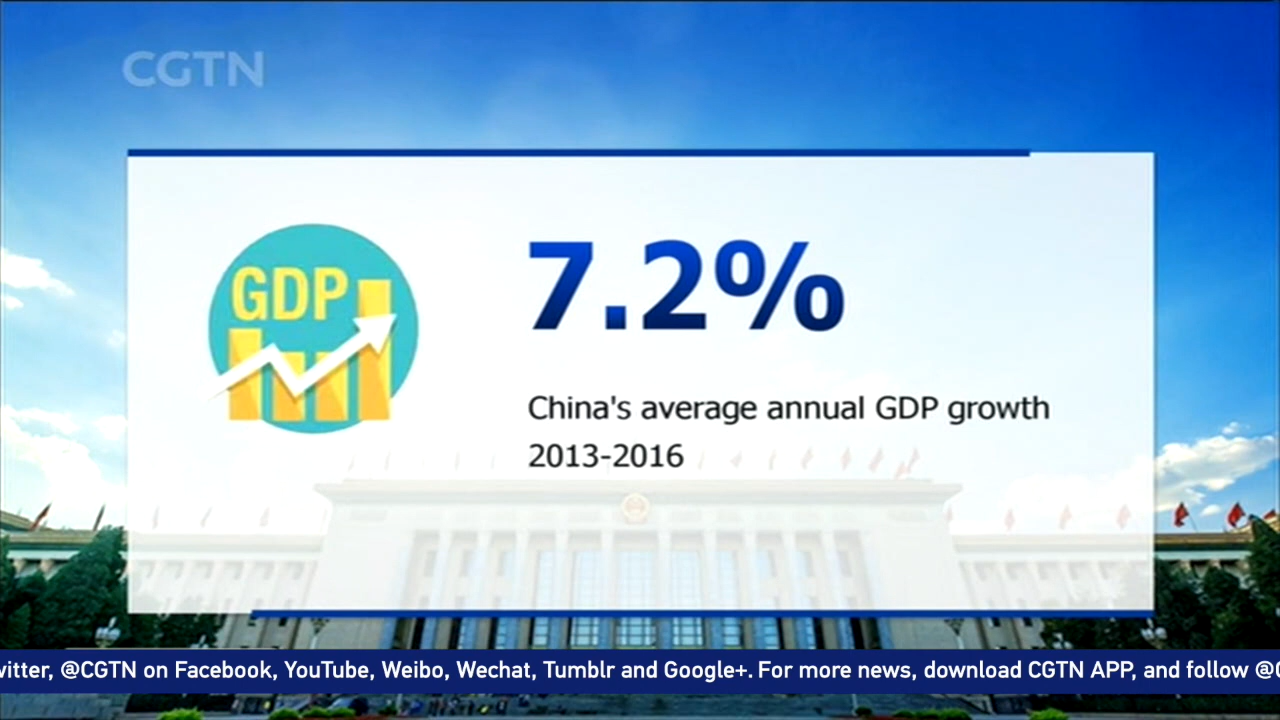 CGTN
GDP
7.2%
China's average annual GDP growth
2013-2016
@CGTN on Facebook, YouTube, Weibo, Wechat, Tumblr and Google+. For more news, download CGTN APP, and follow